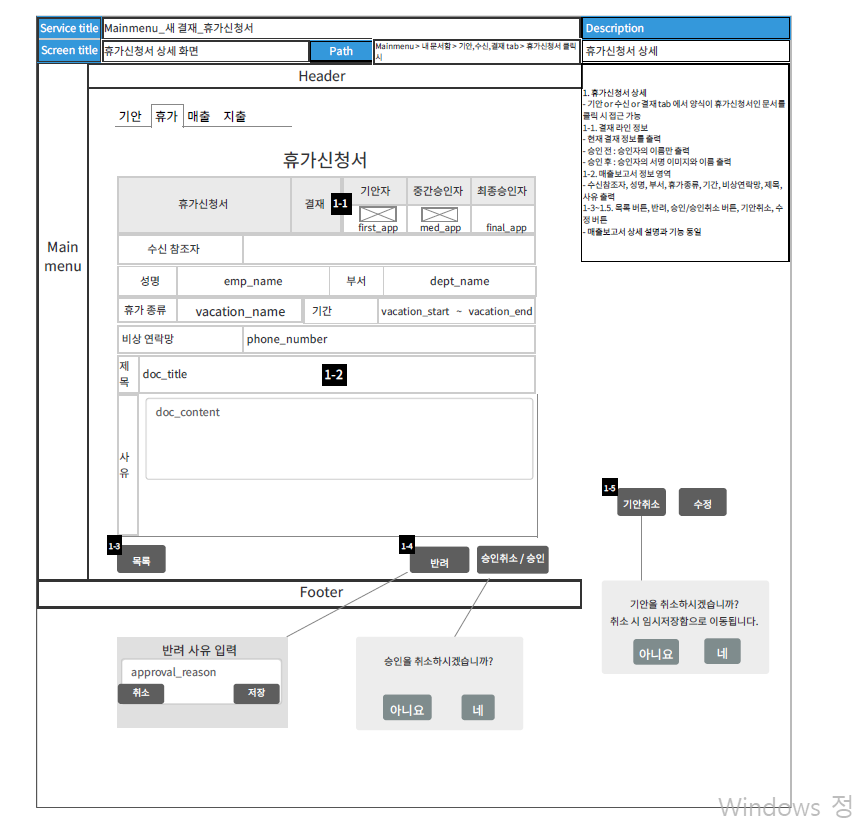 Service title Mainmenu_새 결재_휴가신청서 Description
Screen title 휴가신청서 상세 화면 Path Mainmenu > 내 문서함 > 기안,수신,결재 tab > 휴가신청서 클릭
시
휴가신청서 상세
Header
1. 휴가신청서 상세
- 기안 or 수신 or 결재 tab 에서 양식이 휴가신청서인 문서를
클릭 시 접근 가능
1-1. 결재 라인 정보
- 현재 결재 정보를 출력
- 승인 전 : 승인자의 이름만 출력
- 승인 후 : 승인자의 서명 이미지와 이름 출력
1-2. 매출보고서 정보 영역
- 수신참조자, 성명, 부서, 휴가종류, 기간, 비상연락망, 제목,
사유 출력
1-3~1.5. 목록 버튼, 반려, 승인/승인취소 버튼, 기안취소, 수
정 버튼
- 매출보고서 상세 설명과 기능 동일
Main
menu
기안 휴가 매출 지출
휴가신청서
휴가신청서 결재 1-1 기안자 중간승인자 최종승인자
first_app med_app final_app
수신 참조자
성명 emp_name 부서 dept_name
휴가 종류 vacation_name 기간 vacation_start ~ vacation_end
비상 연락망 phone_number
제
목
doc_title 1-2
doc_content
사
유
1-3 목록 1-4 반려 승인취소 / 승인
1-5 기안취소 수정
Footer
기안을 취소하시겠습니까?
취소 시 임시저장함으로 이동됩니다.
아니요 네
반려 사유 입력
approval_reason
취소 저장
승인을 취소하시겠습니까?
아니요 네
Windows 정